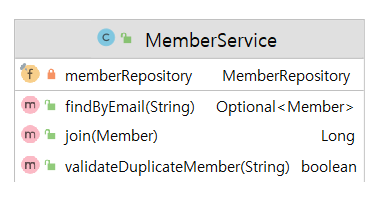 C MemberService
f memberRepository MemberRepository
m findByEmail(String) Optional<Member>
m join(Member) Long
m validateDuplicateMember(String) boolean